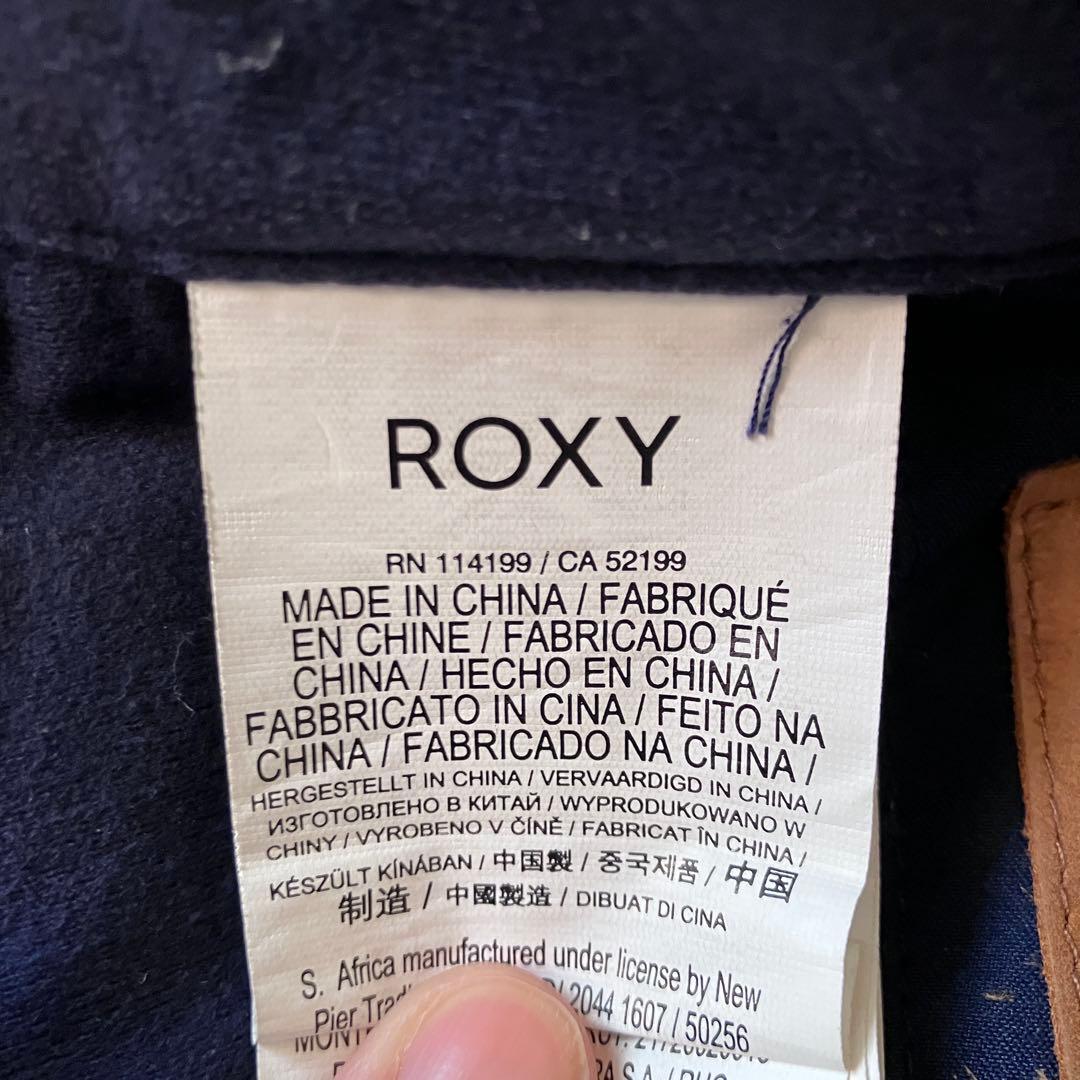 ROXY
RN 114199 / CA 52199
MADE IN CHINA / FABRIQUÉ
EN CHINE / FABRICADO EN
CHINA / HECHO EN CHINA /
FABBRICATO IN CINA / FEITO NA
CHINA / FABRICADO NA CHINA /
HERGESTELLT IN CHINA / VERVAARDIGD IN CHINA /
ИЗГОТОВЛЕНО В КИТАЙ / WYPRODUKOWANO W
CHINY / VYROBENO V ČÍNĚ / FABRICAT ÎN CHINA /
KÉSZÜLT KÍNÁBAN / 中国製 / 중국제품 / 中国
制造 / 中國製造 / DIBUAT DI CINA
S. Africa manufactured under license by New
Pier 2044 1607 / 50256